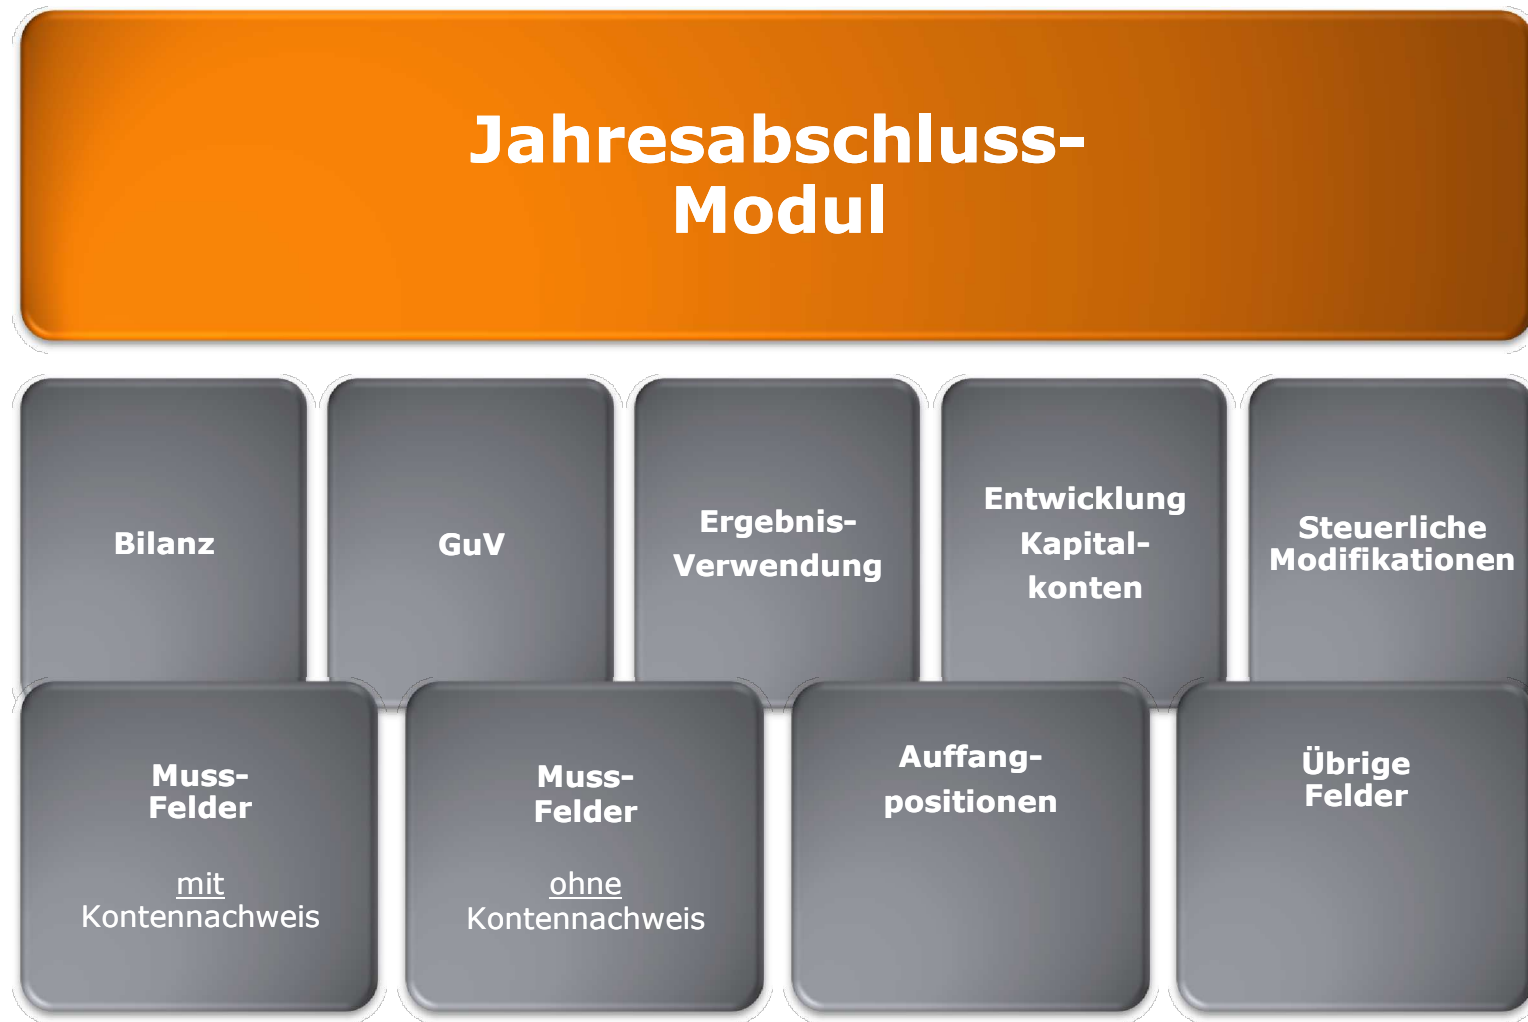 Jahresabschluss-
Modul
Bilanz
GuV
Ergebnis-
Verwendung
Entwicklung
Kapital-
konten
Steuerliche
Modifikationen
Muss-
Felder
mit
Kontennachweis
Muss-
Felder
ohne
Kontennachweis
Auffang-
positionen
Übrige
Felder